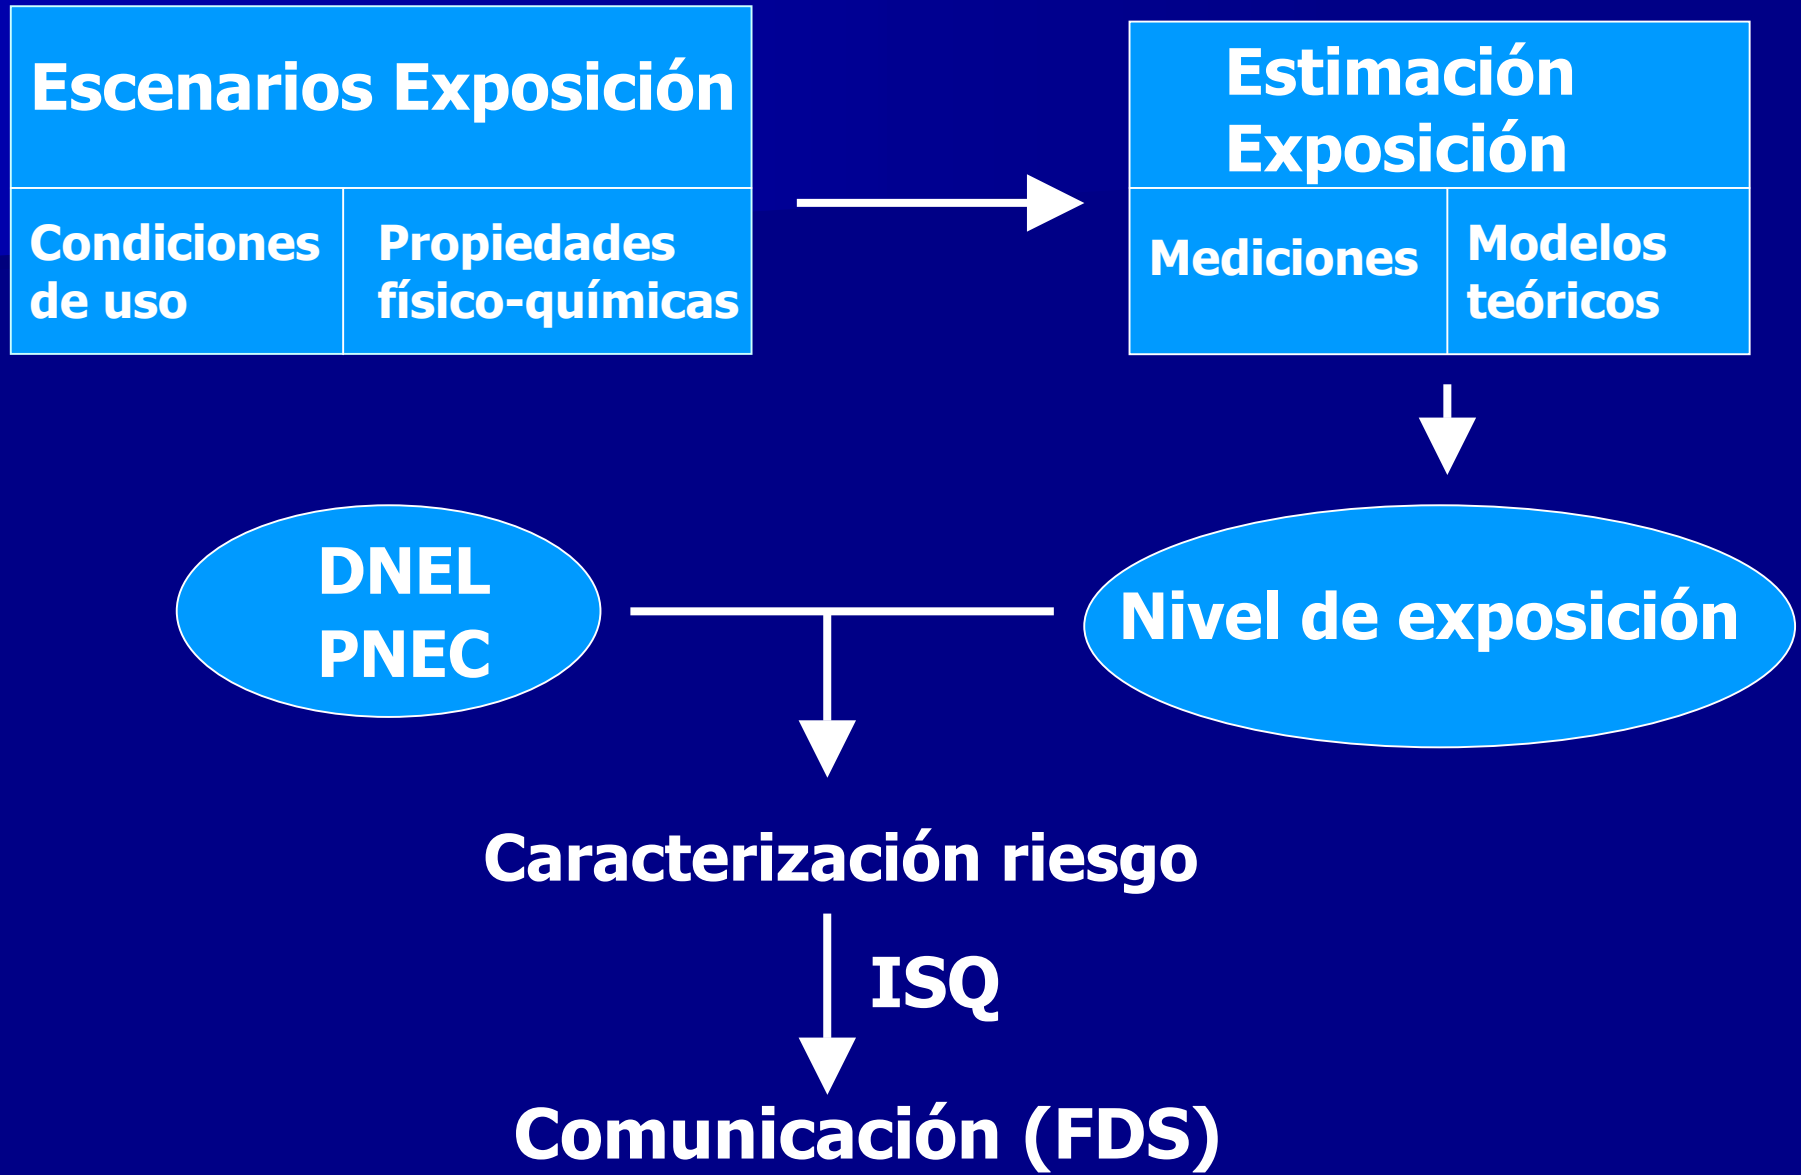 Escenarios Exposición
Condiciones
de uso
Propiedades
físico-químicas
Estimación
Exposición
Mediciones
Modelos
teóricos
DNEL
PNEC
Nivel de exposición
Caracterización riesgo
ISQ
Comunicación (FDS)